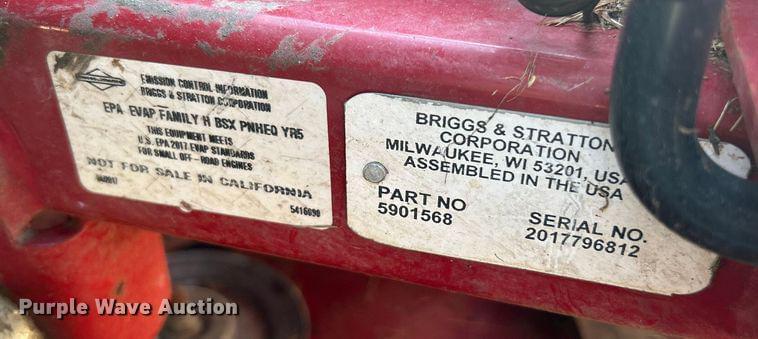 EMISSION CONTROL INFORMATION
BRIGGS & STRATTON CORPORATION
EPA EVAP FAMILY H BSX PNHEQ YR5
THIS EQUIPMENT MEETS
U.S. EPA 2017 EVAP STANDARDS
FOR SMALL OFF-ROAD ENGINES
NOT FOR SALE IN CALIFORNIA
5416090
BRIGGS & STRATTON
CORPORATION
MILWAUKEE, WI 53201, USA
ASSEMBLED IN THE USA
PART NO
5901568
SERIAL NO.
2017796812
Purple Wave Auction